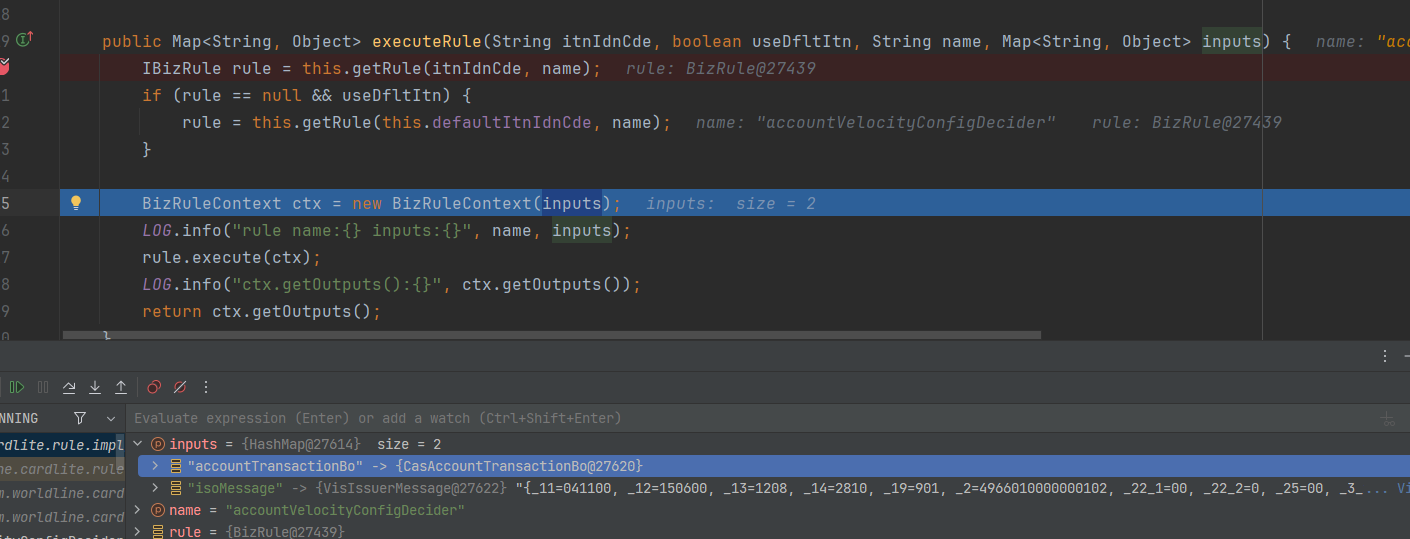 8
9 public Map<String, Object> executeRule(String itnIdnCde, boolean useDfltItn, String name, Map<String, Object> inputs) { name: "acc
IBizRule rule = this.getRule(itnIdnCde, name); rule: BizRule@27439
1 if (rule == null && useDfltItn) {
2 rule = this.getRule(this.defaultItnIdnCde, name); name: "accountVelocityConfigDecider" rule: BizRule@27439
3 }
4
5 BizRuleContext ctx = new BizRuleContext(inputs); inputs: size = 2
6 LOG.info("rule name:{} inputs:{}", name, inputs);
7 rule.execute(ctx);
8 LOG.info("ctx.getOutputs():{}", ctx.getOutputs());
9 return ctx.getOutputs();
0 }
NNING
Evaluate expression (Enter) or add a watch (Ctrl+Shift+Enter)
rdlite.rule.impl
inputs = {HashMap@27614} size = 2
ne.cardlite.rule
"accountTransactionBo" -> {CasAccountTransactionBo@27620}
m.worldline.card
"isoMessage" -> {VisIssuerMessage@27622} "{_11=041100, _12=150600, _13=1208, _14=2810, _19=901, _2=4966010000000102, _22_1=00, _22_2=0, _25=00, _3_... Vi
m.worldline.card
name = "accountVelocityConfigDecider"
rule = {BizRule@27439}